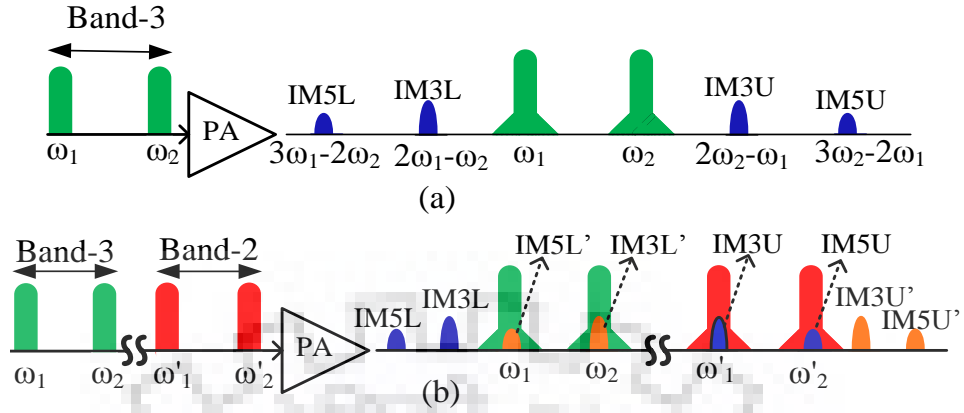 Band-3
IM5L IM3L IM3U IM5U
PA
ω₁ ω₂ 3ω₁-2ω₂ 2ω₁-ω₂ ω₁ ω₂ 2ω₂-ω₁ 3ω₂-2ω₁
(a)
Band-3 Band-2 IM5L’ IM3L’ IM3U IM5U
IM5L IM3L IM3U’ IM5U’
PA
ω₁ ω₂ ω'₁ ω'₂ ω₁ ω₂ ω'₁ ω'₂
(b)